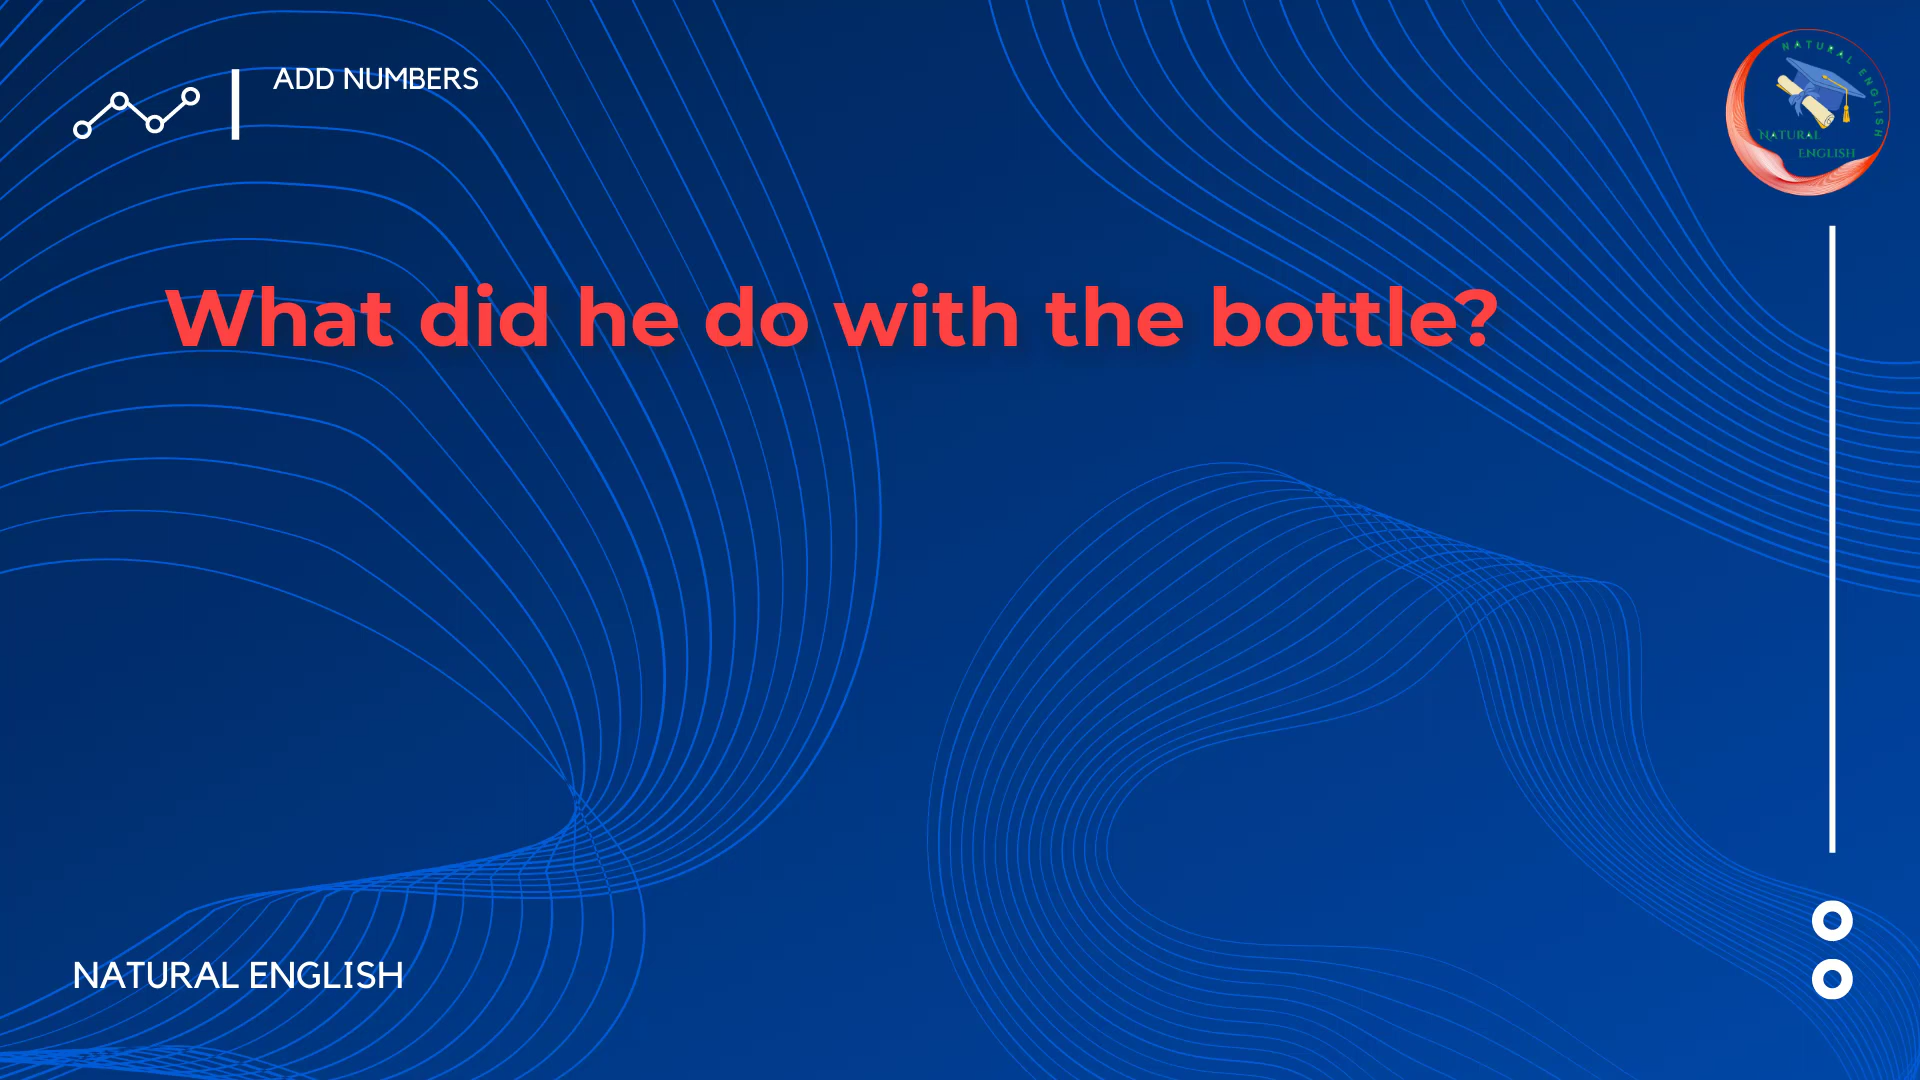 ADD NUMBERS
NATURAL ENGLISH
NATURAL
ENGLISH
What did he do with the bottle?
NATURAL ENGLISH